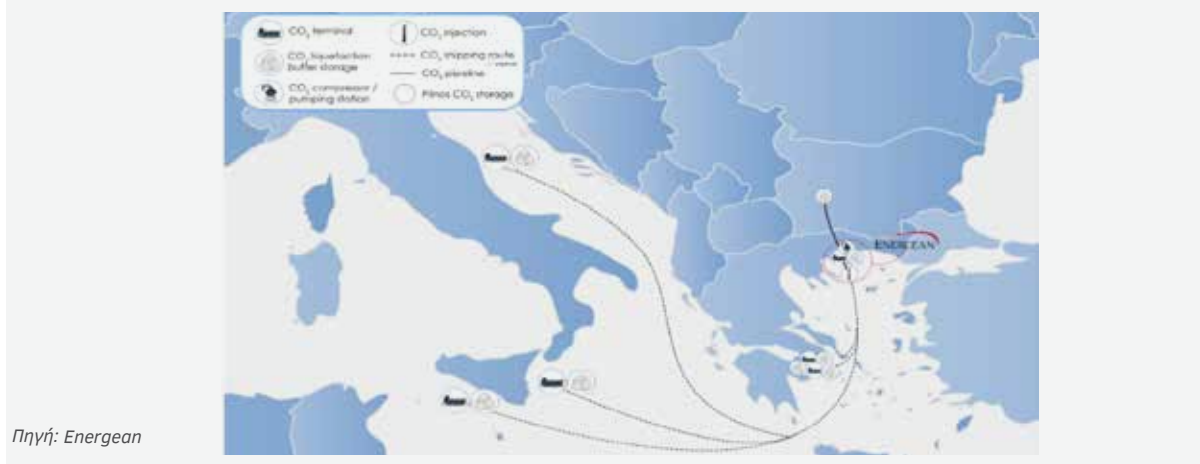 CO₂ terminal
CO₂ liquefaction
buffer storage
CO₂ compressor /
pumping station
CO₂ injection
CO₂ shipping route
CO₂ pipeline
Prinos CO₂ storage
ENERGEAN
Πηγή: Energean